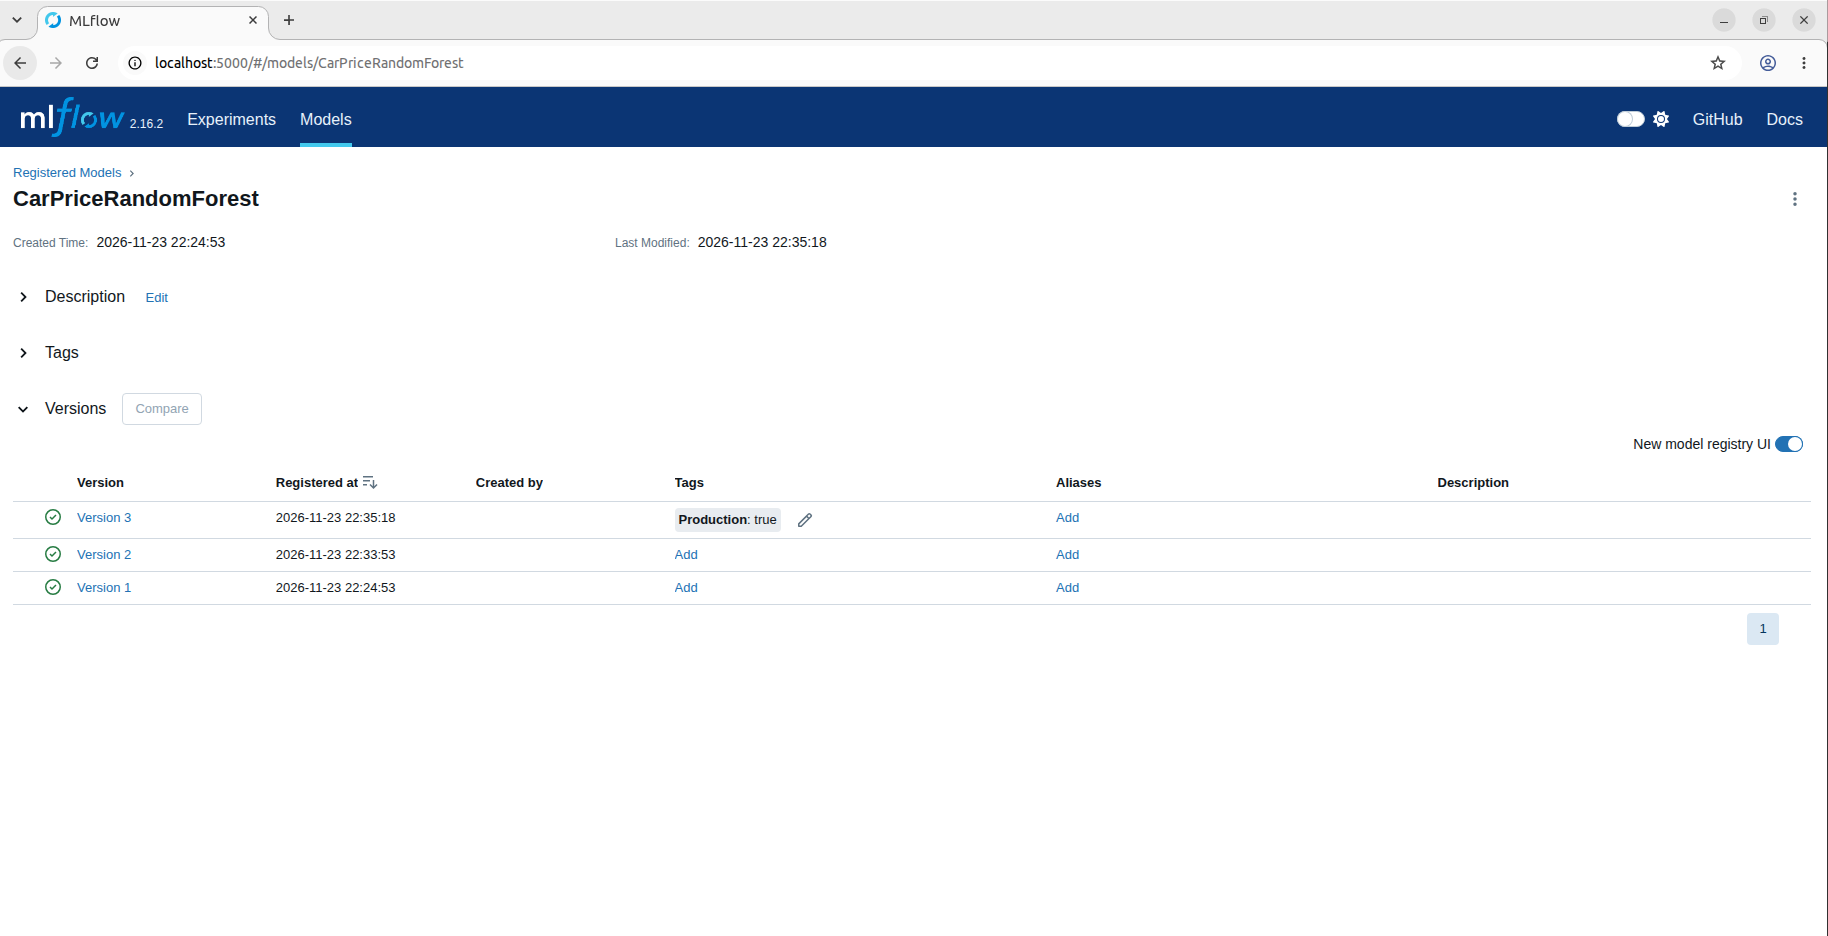 MLflow
localhost:5000/#/models/CarPriceRandomForest
mlflow 2.16.2 Experiments Models GitHub Docs
Registered Models
CarPriceRandomForest
Created Time: 2026-11-23 22:24:53 Last Modified: 2026-11-23 22:35:18
Description Edit
Tags
Versions Compare
New model registry UI
Version Registered at Created by Tags Aliases Description
Version 3 2026-11-23 22:35:18 Production: true Add
Version 2 2026-11-23 22:33:53 Add Add
Version 1 2026-11-23 22:24:53 Add Add
1